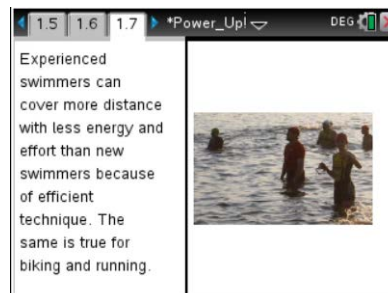 1.5 1.6 1.7 *Power_Up! DEG
Experienced
swimmers can
cover more distance
with less energy and
effort than new
swimmers because
of efficient
technique. The
same is true for
biking and running.